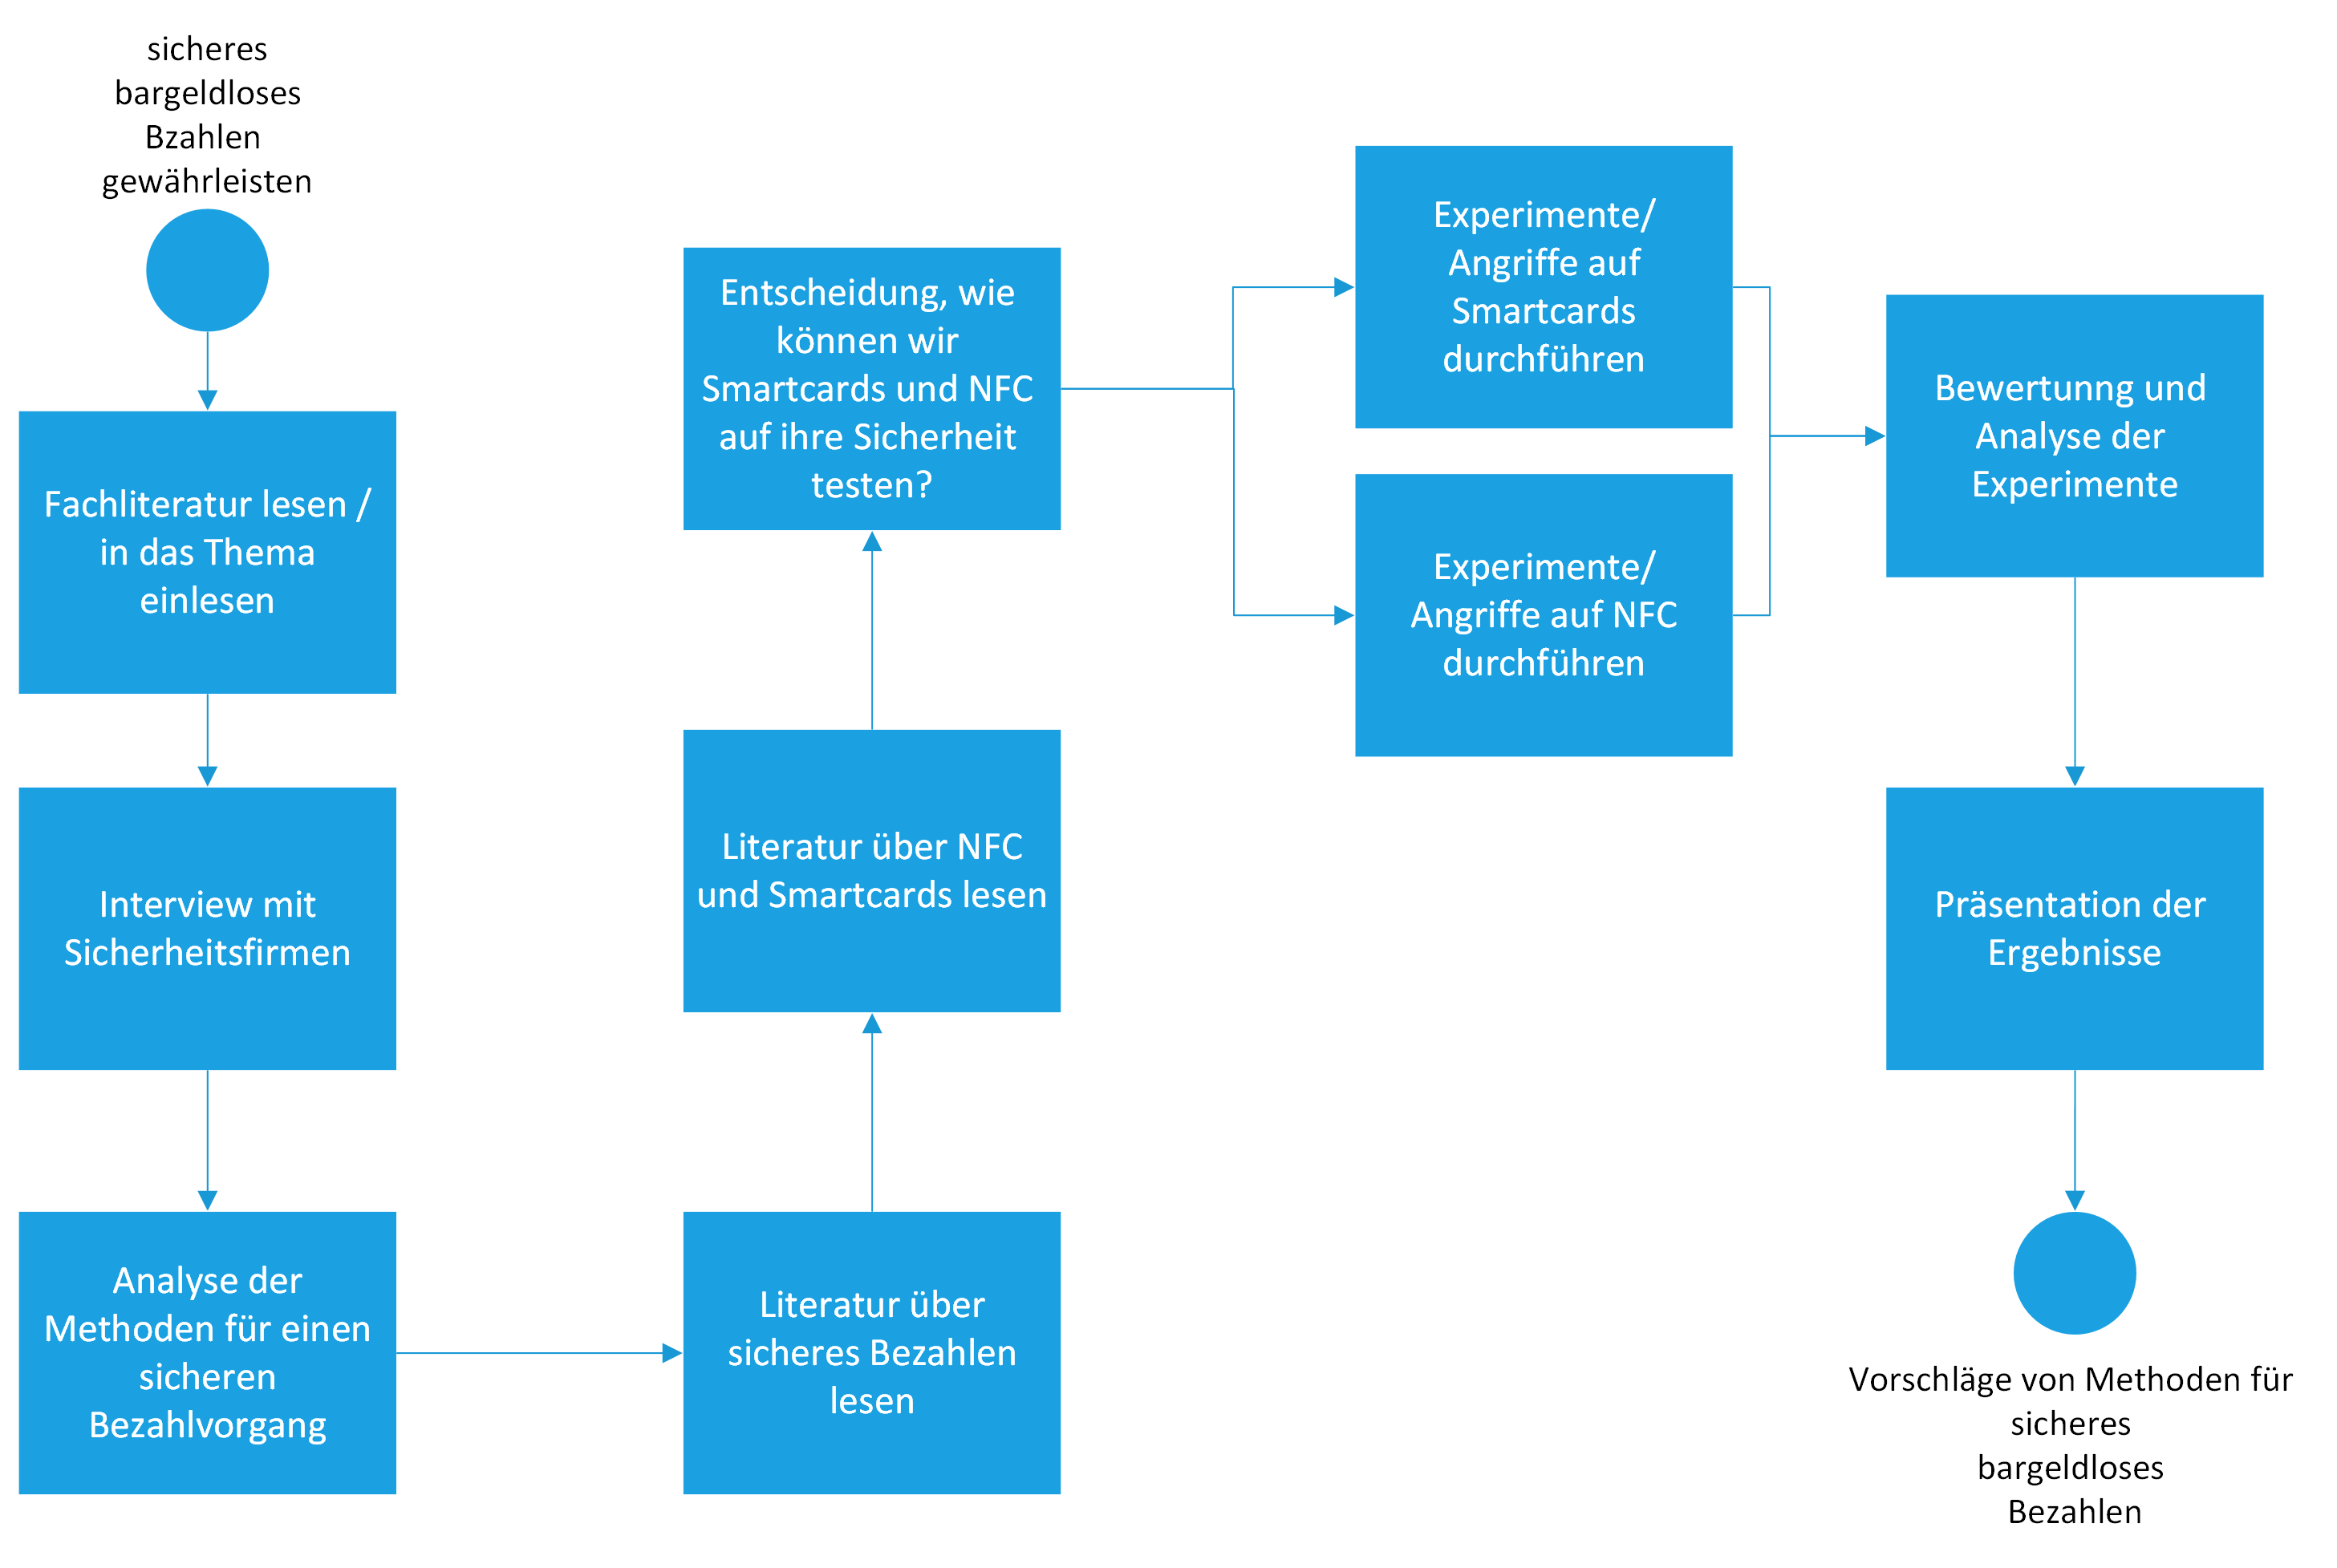 sicheres
bargeldloses
Bzahlen
gewährleisten
Fachliteratur lesen /
in das Thema
einlesen
Interview mit
Sicherheitsfirmen
Analyse der
Methoden für einen
sicheren
Bezahlvorgang
Literatur über
sicheres Bezahlen
lesen
Literatur über NFC
und Smartcards lesen
Entscheidung, wie
können wir
Smartcards und NFC
auf ihre Sicherheit
testen?
Experimente/
Angriffe auf
Smartcards
durchführen
Experimente/
Angriffe auf NFC
durchführen
Bewertunng und
Analyse der
Experimente
Präsentation der
Ergebnisse
Vorschläge von Methoden für
sicheres
bargeldloses
Bezahlen